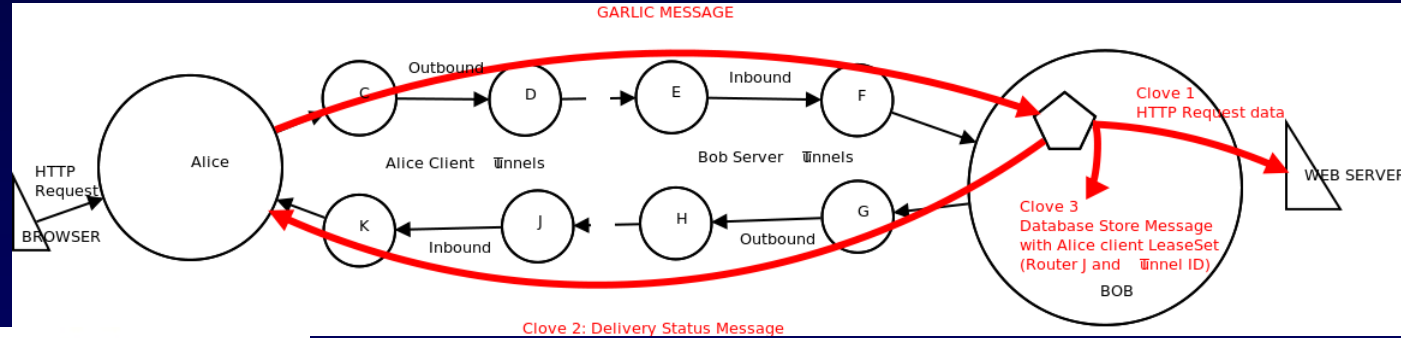 GARLIC MESSAGE
Outbound
Inbound
C
D
E
F
Clove 1
HTTP Request data
Alice
Alice Client Tunnels
Bob Server Tunnels
HTTP
Request
BROWSER
WEB SERVER
K
J
H
G
Inbound
Outbound
Clove 3
Database Store Message
with Alice client LeaseSet
(Router J and Tunnel ID)
BOB
Clove 2: Delivery Status Message